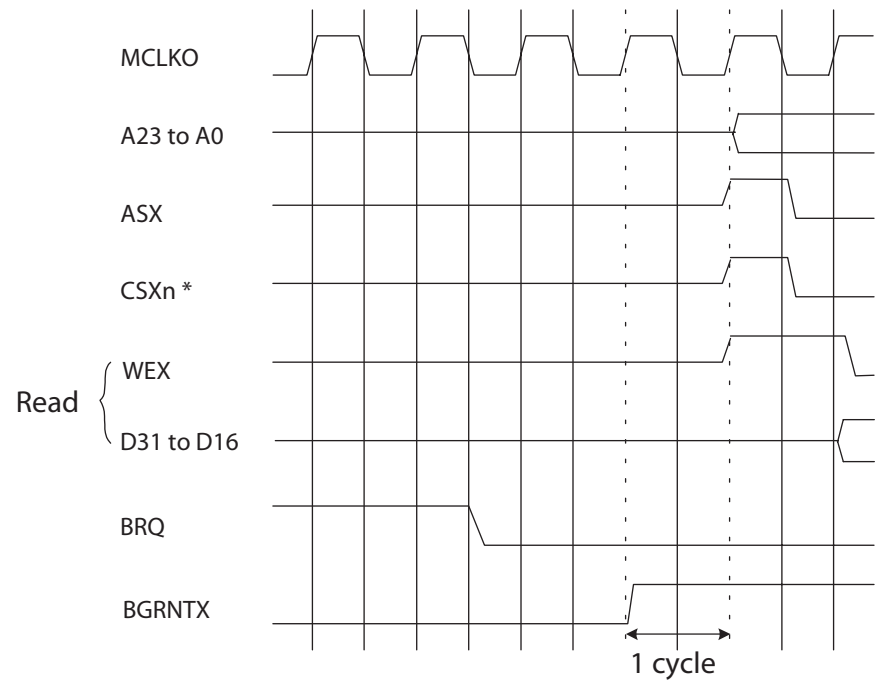 MCLKO
A23 to A0
ASX
CSXn *
WEX
Read
D31 to D16
BRQ
BGRNTX
1 cycle